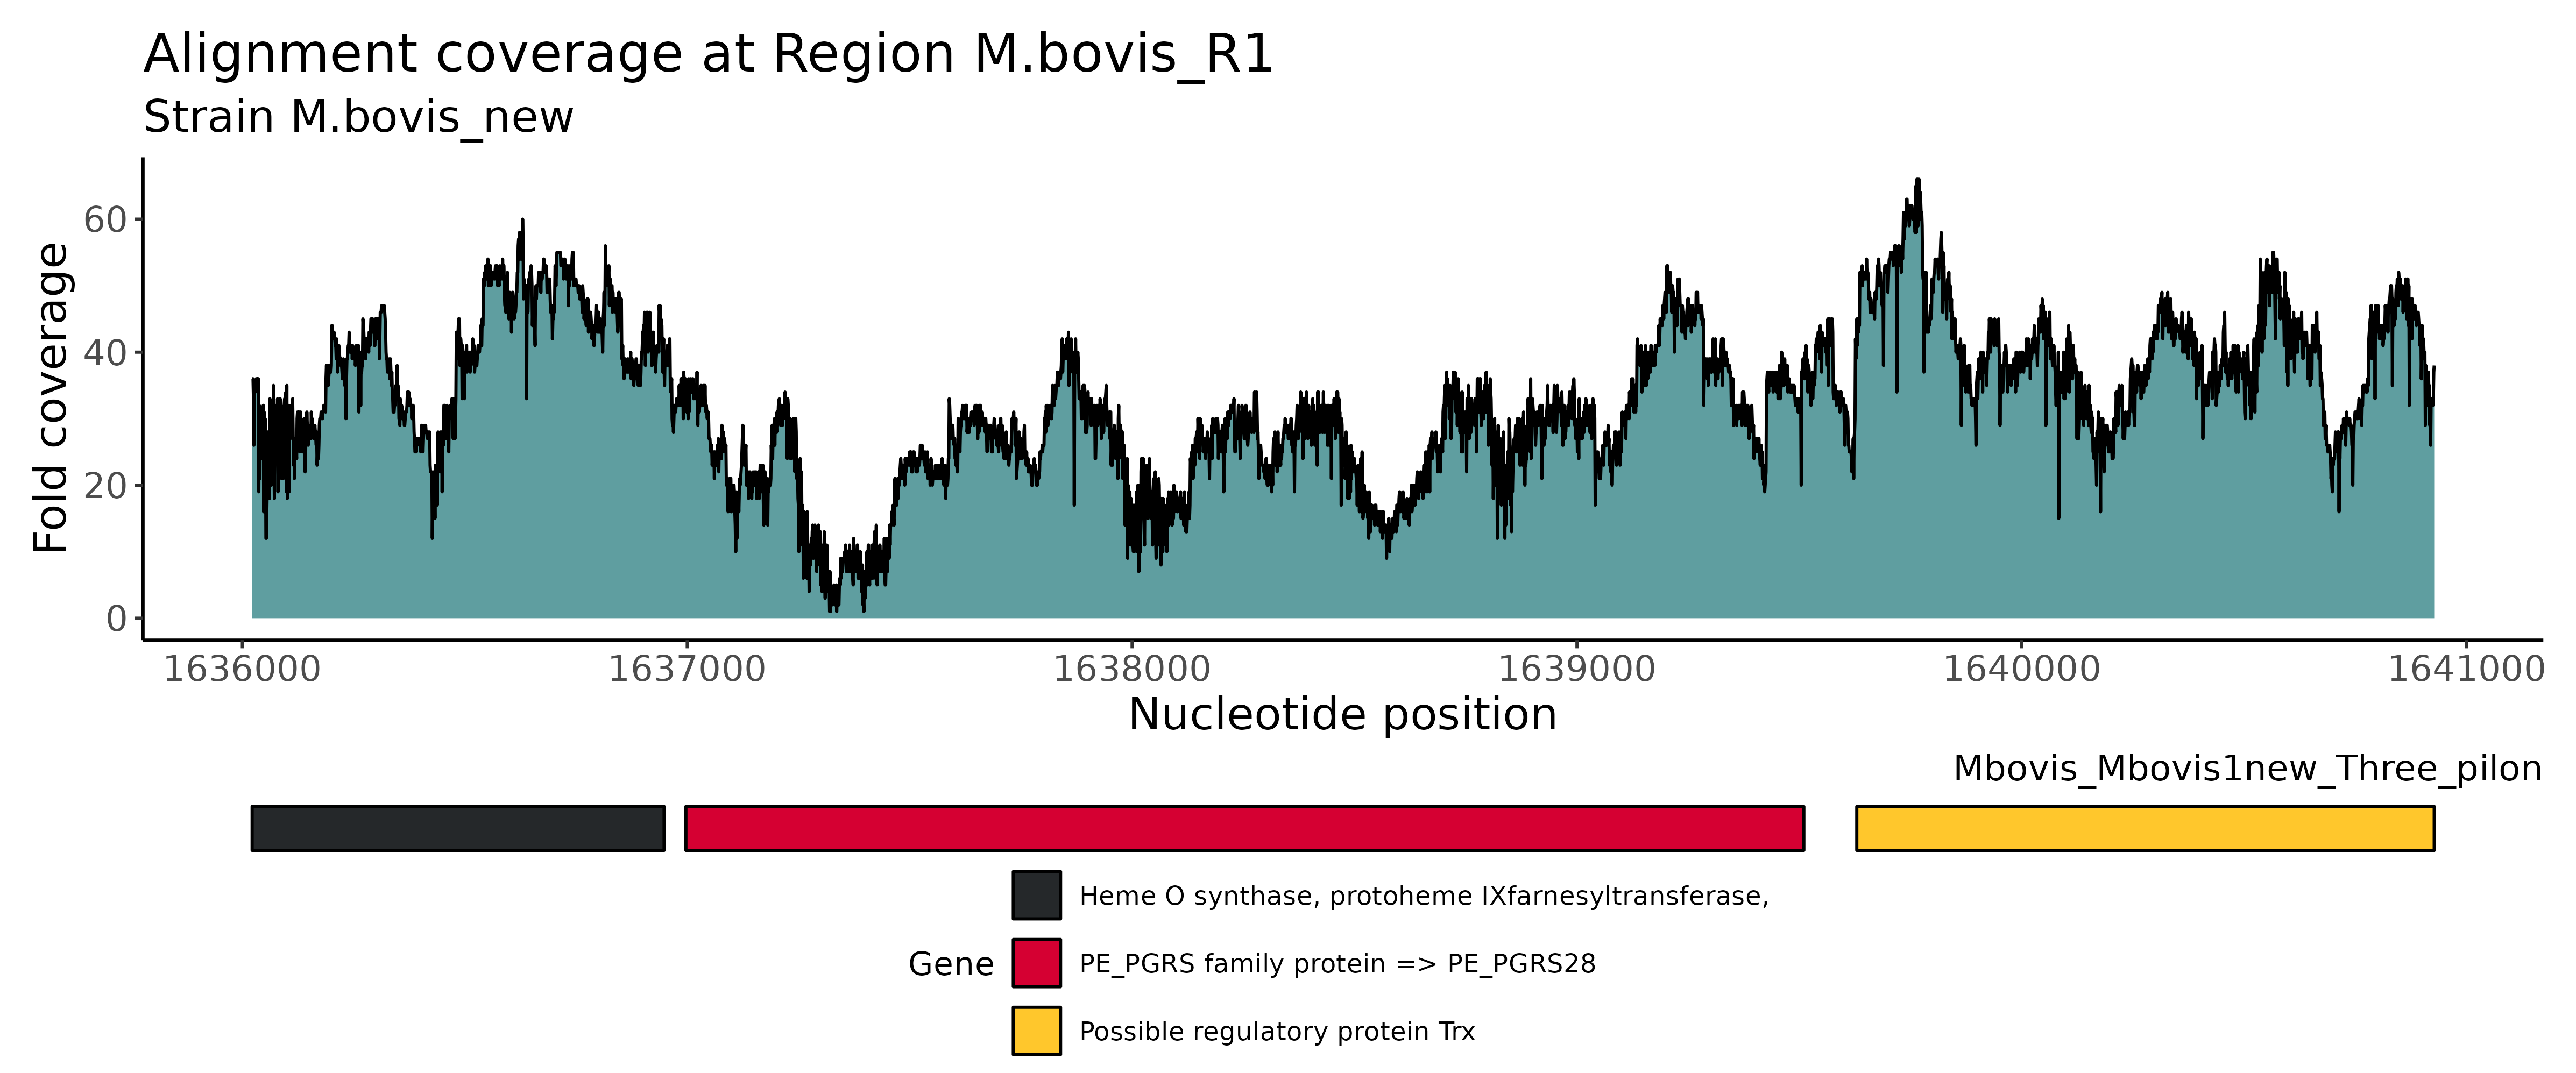 Alignment coverage at Region M.bovis_R1
Strain M.bovis_new
Fold coverage
60
40
20
0
1636000 1637000 1638000 1639000 1640000 1641000
Nucleotide position
Mbovis_Mbovis1new_Three_pilon
Gene
Heme O synthase, protoheme IXfarnesyltransferase,
PE_PGRS family protein => PE_PGRS28
Possible regulatory protein Trx